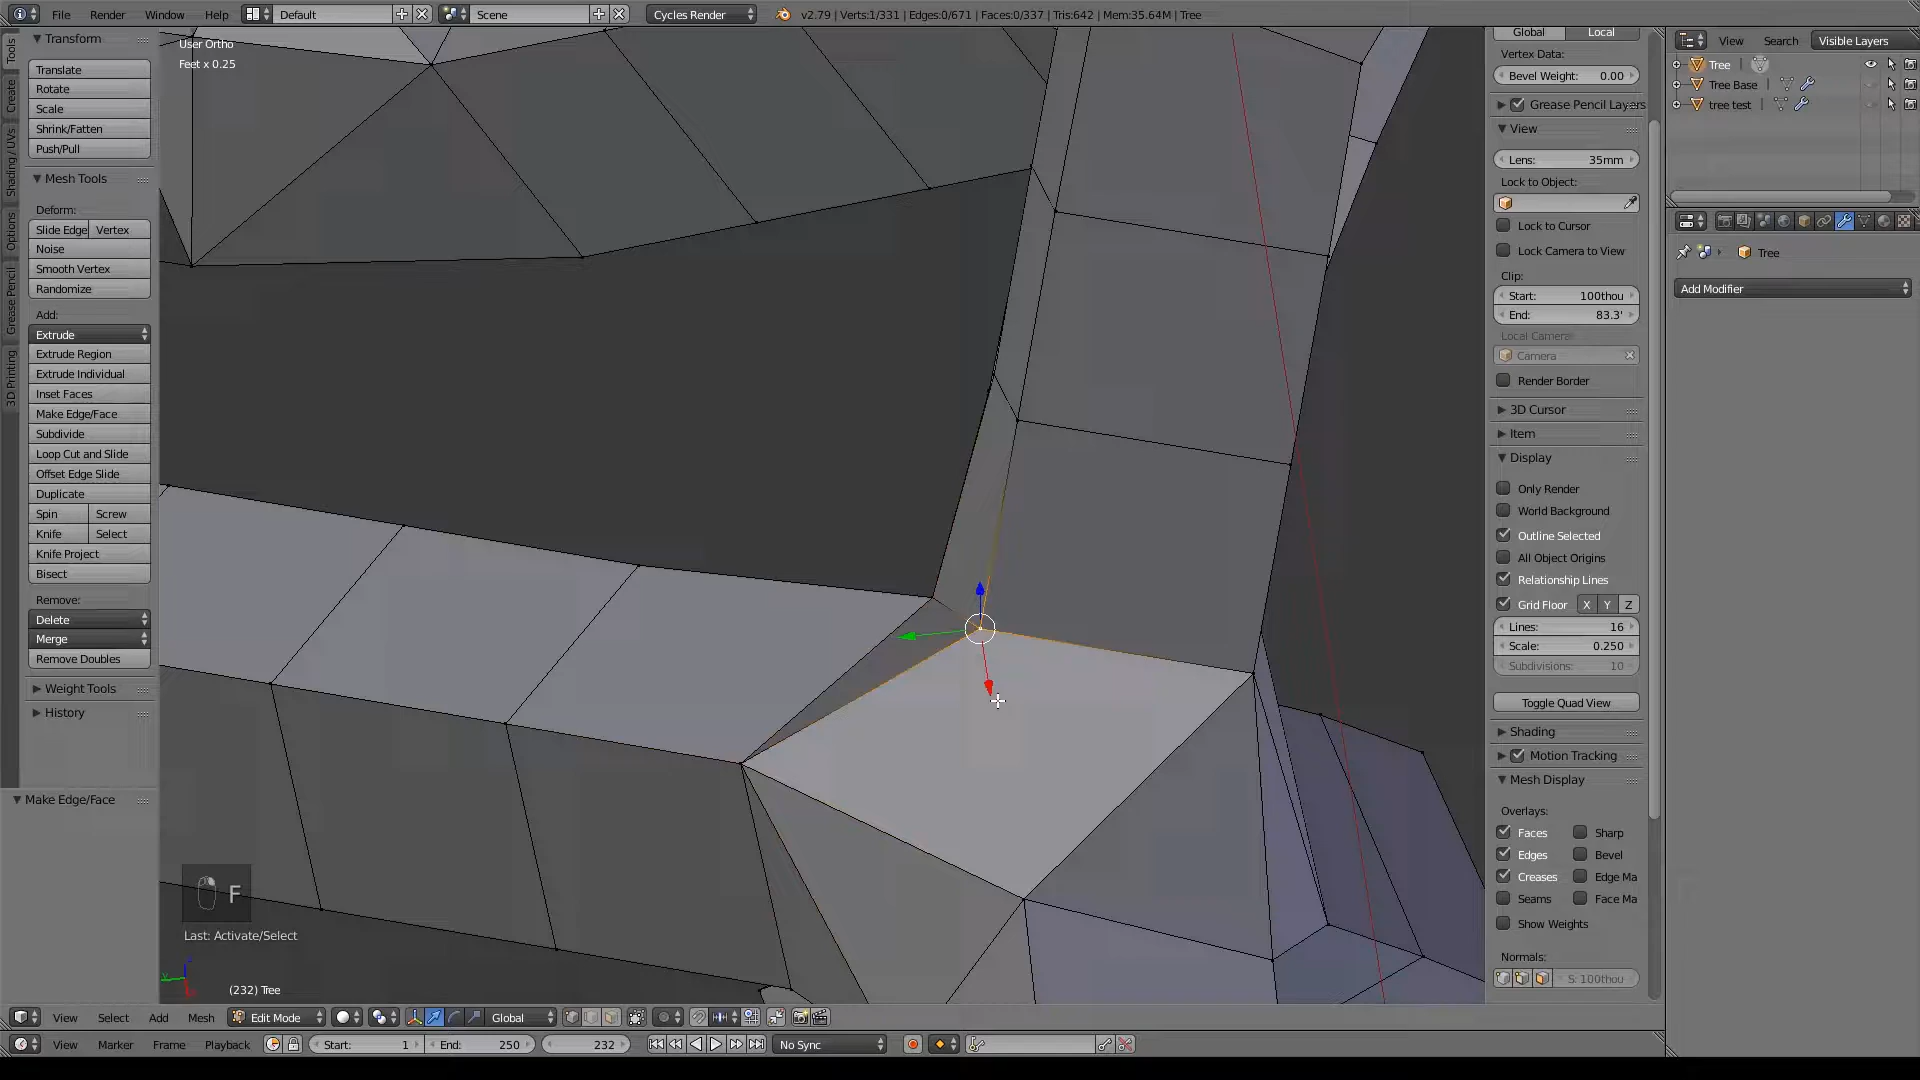 File Render Window Help Default Scene Cycles Render v2.79 | Verts:1/331 | Edges:0/671 | Faces:0/337 | Tris:642 | Mem:35.64M | Tree
Tools
Create
Shading / UVs
Options
Grease Pencil
3D Printing
Transform
Translate
Rotate
Scale
Shrink/Fatten
Push/Pull
Mesh Tools
Deform:
Slide Edge Vertex
Noise
Smooth Vertex
Randomize
Add:
Extrude
Extrude Region
Extrude Individual
Inset Faces
Make Edge/Face
Subdivide
Loop Cut and Slide
Offset Edge Slide
Duplicate
Spin Screw
Knife Select
Knife Project
Bisect
Remove:
Delete
Merge
Remove Doubles
Weight Tools
History
Make Edge/Face
User Ortho
Feet x 0.25
F
Last: Activate/Select
(232) Tree
Global Local
Vertex Data:
Bevel Weight: 0.00
Grease Pencil Layers
View
Lens: 35mm
Lock to Object:
Lock to Cursor
Lock Camera to View
Clip:
Start: 100thou
End: 83.3'
Local Camera:
Camera
Render Border
3D Cursor
Item
Display
Only Render
World Background
Outline Selected
All Object Origins
Relationship Lines
Grid Floor X Y Z
Lines: 16
Scale: 0.250
Subdivisions: 10
Toggle Quad View
Shading
Motion Tracking
Mesh Display
Overlays:
Faces Sharp
Edges Bevel
Creases Edge Ma
Seams Face Ma
Show Weights
Normals:
S: 100thou
View Search Visible Layers
Tree
Tree Base
tree test
Tree
Add Modifier
View Select Add Mesh Edit Mode Global
View Marker Frame Playback Start: 1 End: 250 232 No Sync